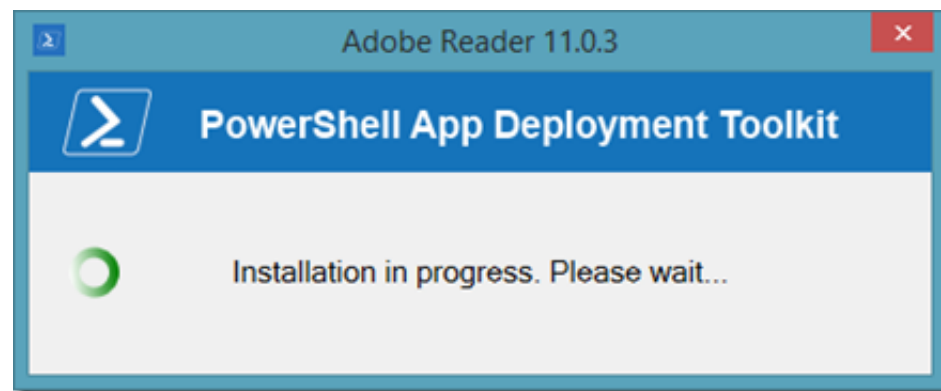 Adobe Reader 11.0.3
PowerShell App Deployment Toolkit
Installation in progress. Please wait...